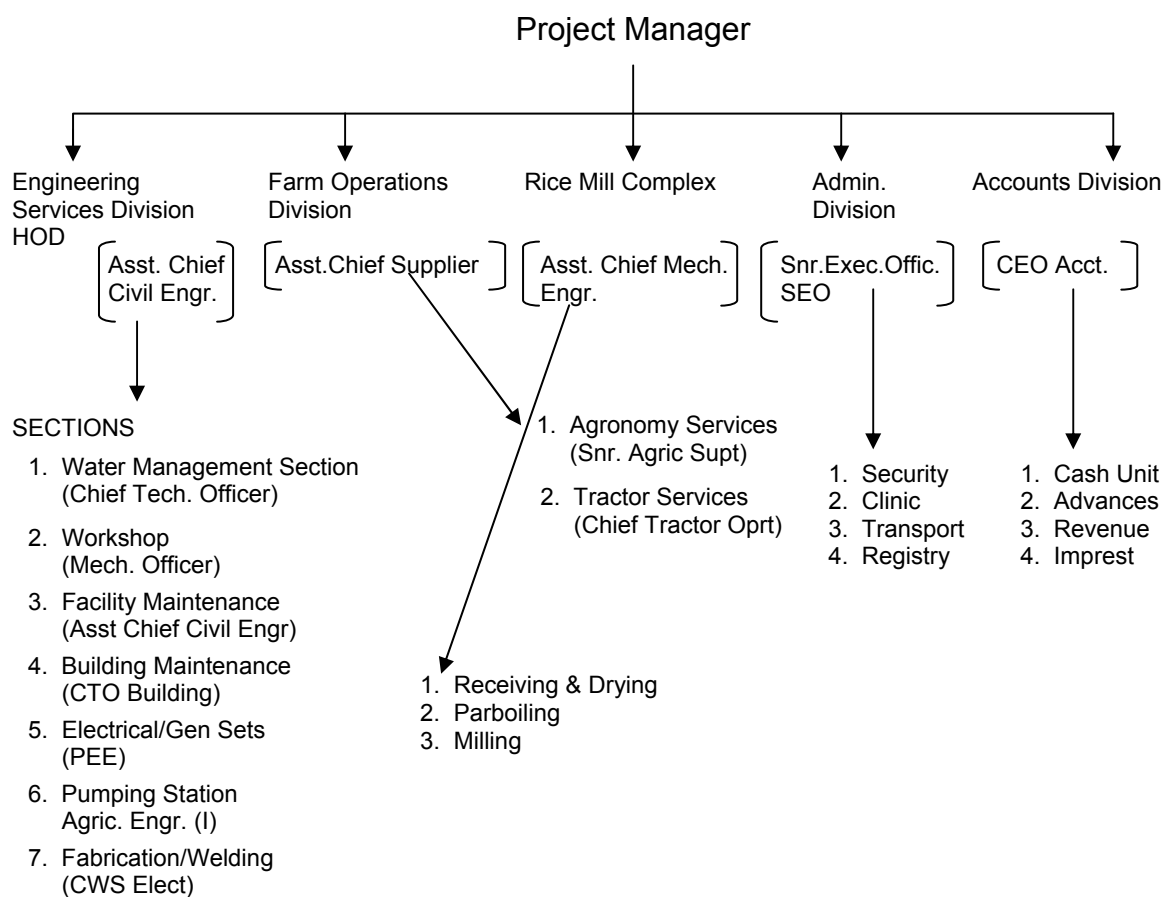 Project Manager
Engineering
Services Division
HOD
Asst. Chief
Civil Engr.
Farm Operations
Division
Asst.Chief Supplier
Rice Mill Complex
Asst. Chief Mech.
Engr.
Admin.
Division
Snr.Exec.Offic.
SEO
Accounts Division
CEO Acct.
SECTIONS
1. Water Management Section
(Chief Tech. Officer)
2. Workshop
(Mech. Officer)
3. Facility Maintenance
(Asst Chief Civil Engr)
4. Building Maintenance
(CTO Building)
5. Electrical/Gen Sets
(PEE)
6. Pumping Station
Agric. Engr. (I)
7. Fabrication/Welding
(CWS Elect)
1. Agronomy Services
(Snr. Agric Supt)
2. Tractor Services
(Chief Tractor Oprt)
1. Receiving & Drying
2. Parboiling
3. Milling
1. Security
2. Clinic
3. Transport
4. Registry
1. Cash Unit
2. Advances
3. Revenue
4. Imprest